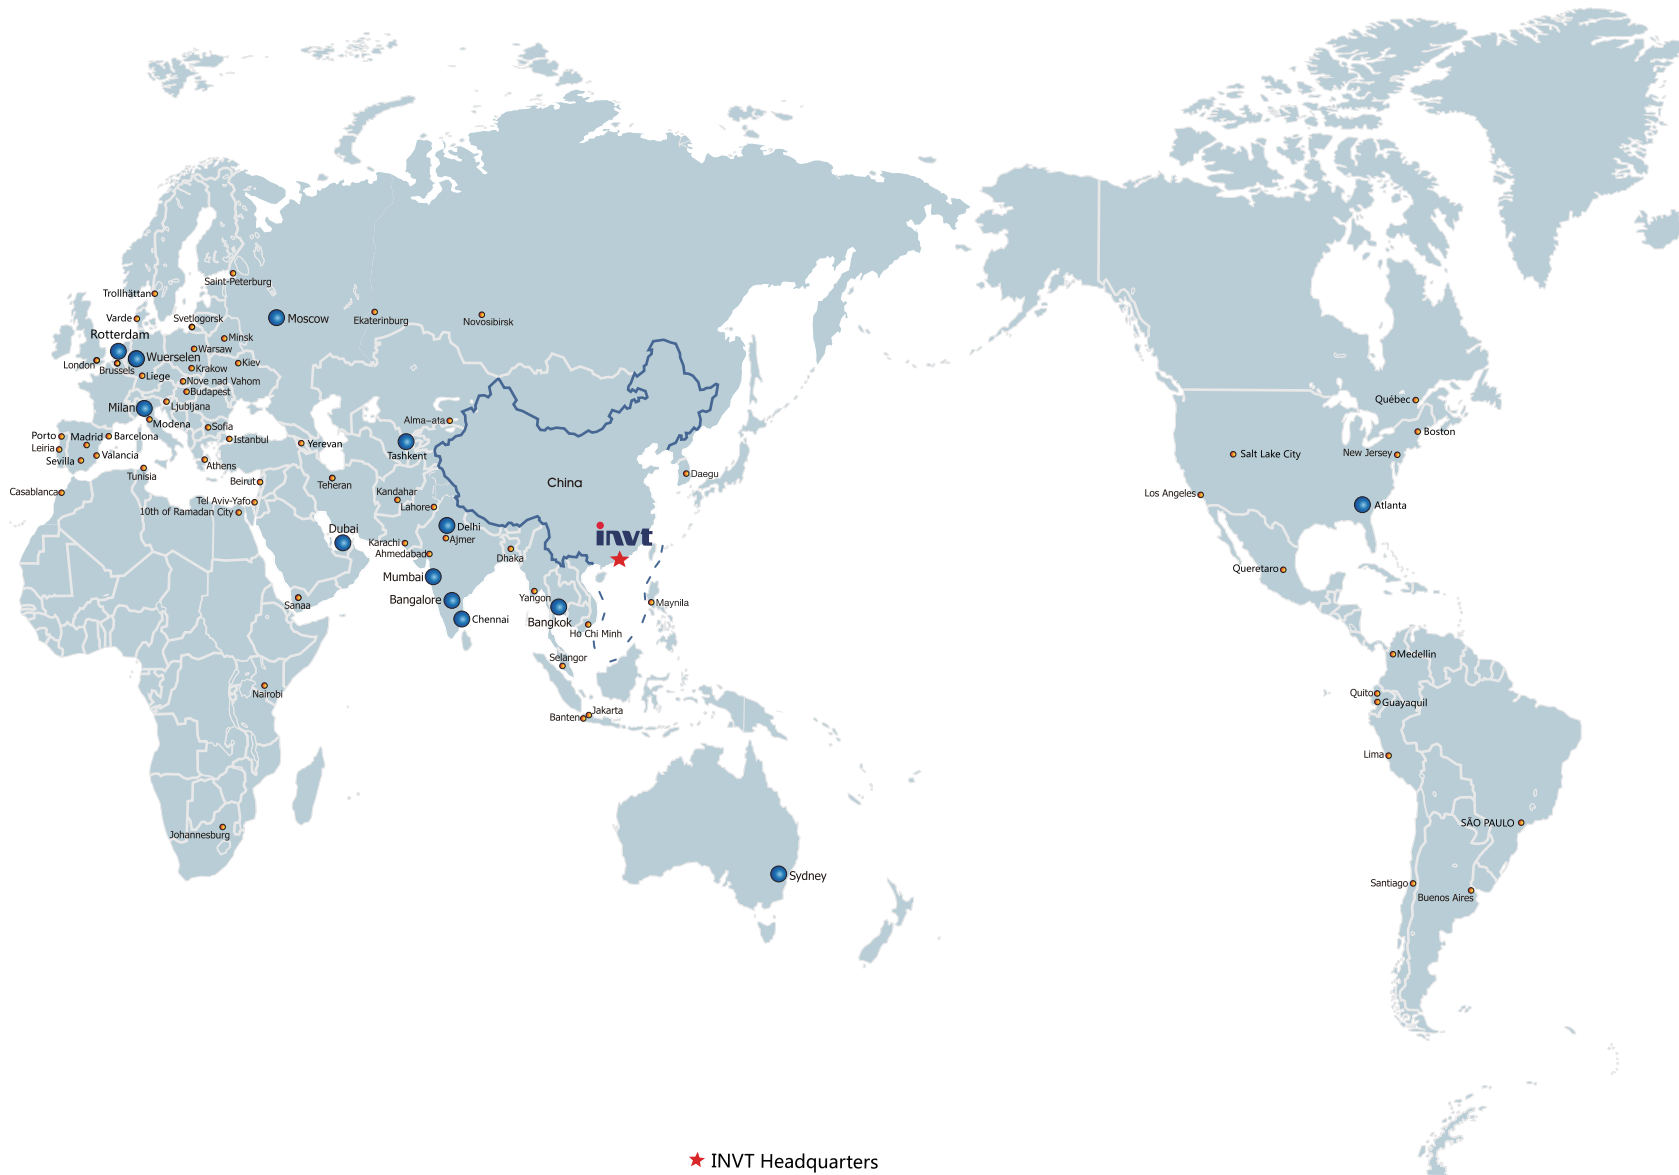 Saint-Peterburg
Trollhättan
Varde
Svetlogorsk
Moscow
Ekaterinburg
Novosibirsk
Rotterdam
Minsk
Warsaw
Wuerselen
London
Brussels
Kiev
Krakow
Liege
Nove nad Vahom
Budapest
Milan
Ljubljana
Québec
Modena
Alma-ata
Sofia
Boston
Porto
Madrid
Barcelona
Istanbul
Yerevan
Leiria
Valancia
Tashkent
New Jersey
Salt Lake City
Sevilla
Athens
Tunisia
Daegu
Beirut
Teheran
China
Casablanca
Kandahar
Los Angeles
Tel Aviv-Yafo
Lahore
Atlanta
10th of Ramadan City
Dubai
Delhi
invt
Karachi
Ajmer
Ahmedabad
Dhaka
Queretaro
Mumbai
Bangalore
Yangon
Maynila
Sanaa
Chennai
Bangkok
Ho Chi Minh
Medellin
Selangor
Nairobi
Quito
Guayaquil
Jakarta
Banten
Lima
SÃO PAULO
Johannesburg
Sydney
Santiago
Buenos Aires
INVT Headquarters